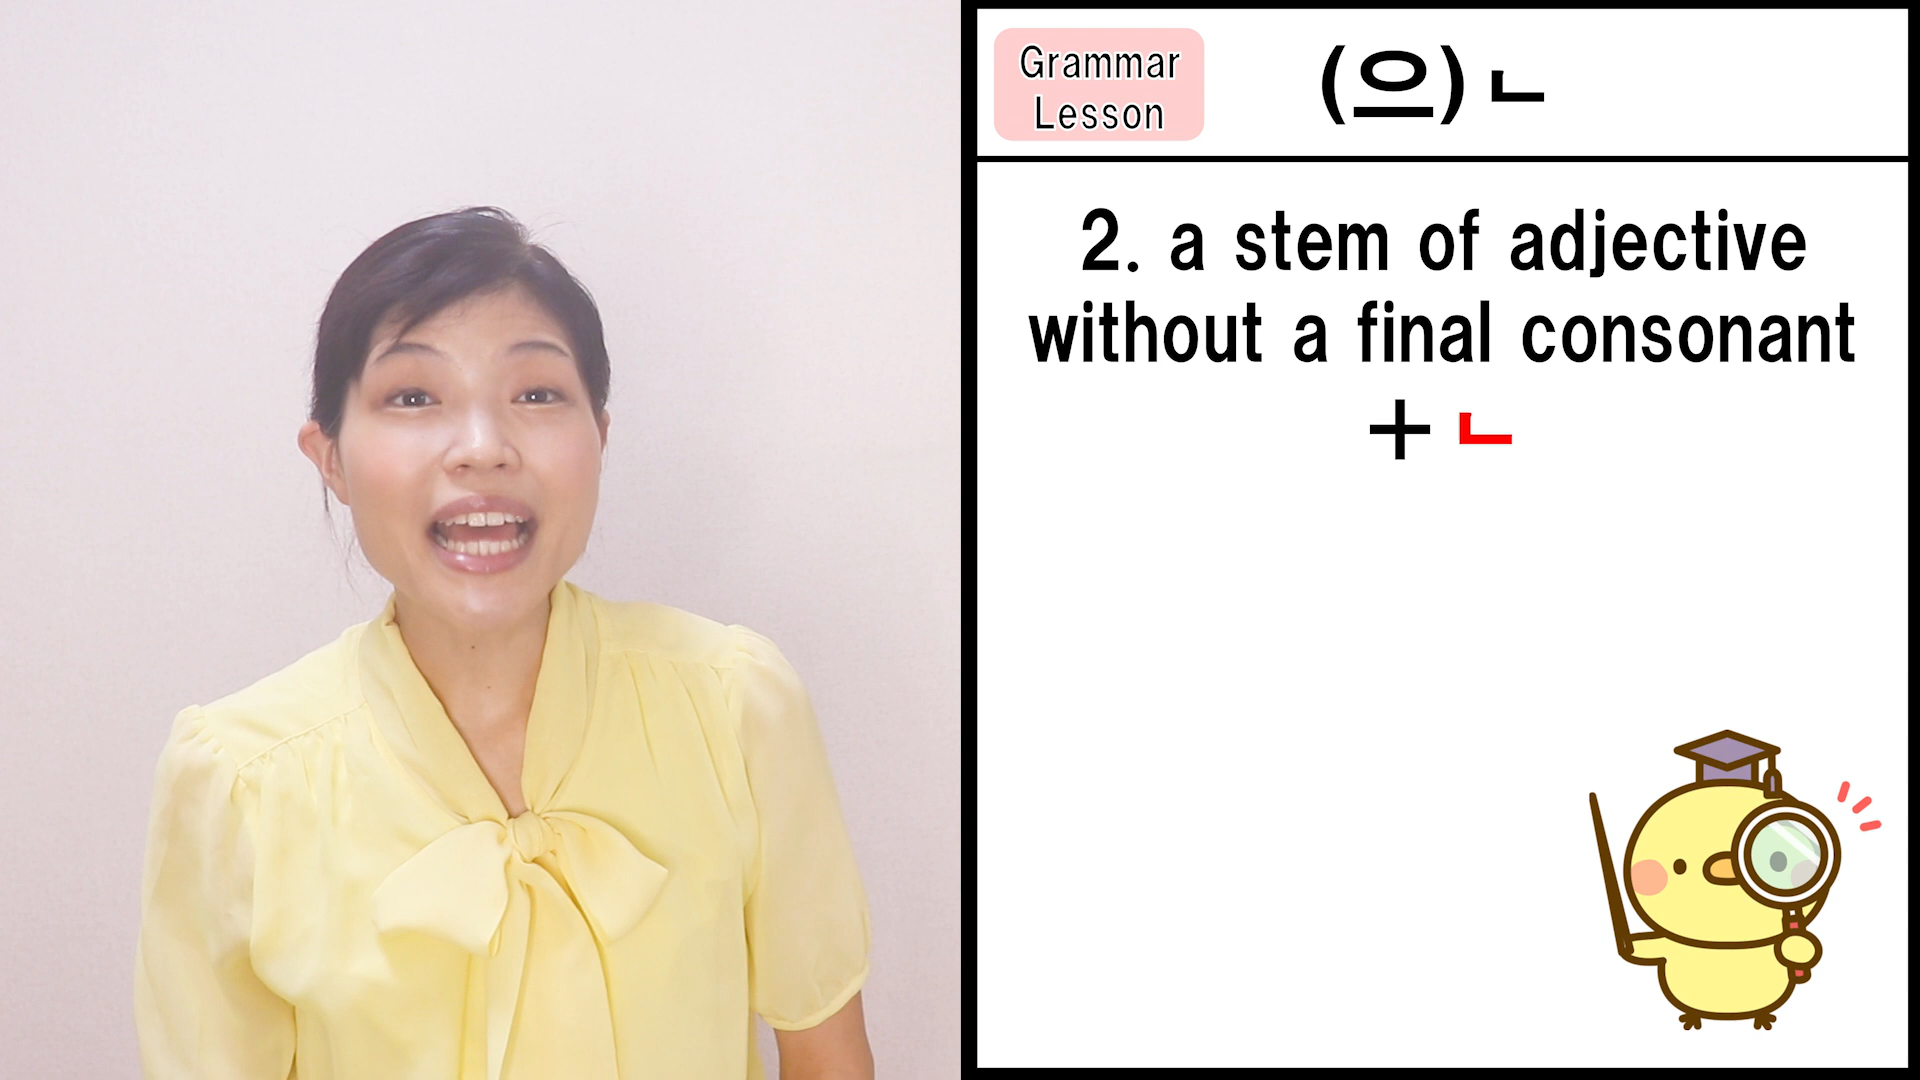 Grammar
Lesson
(으)ㄴ
2. a stem of adjective
without a final consonant
+ㄴ